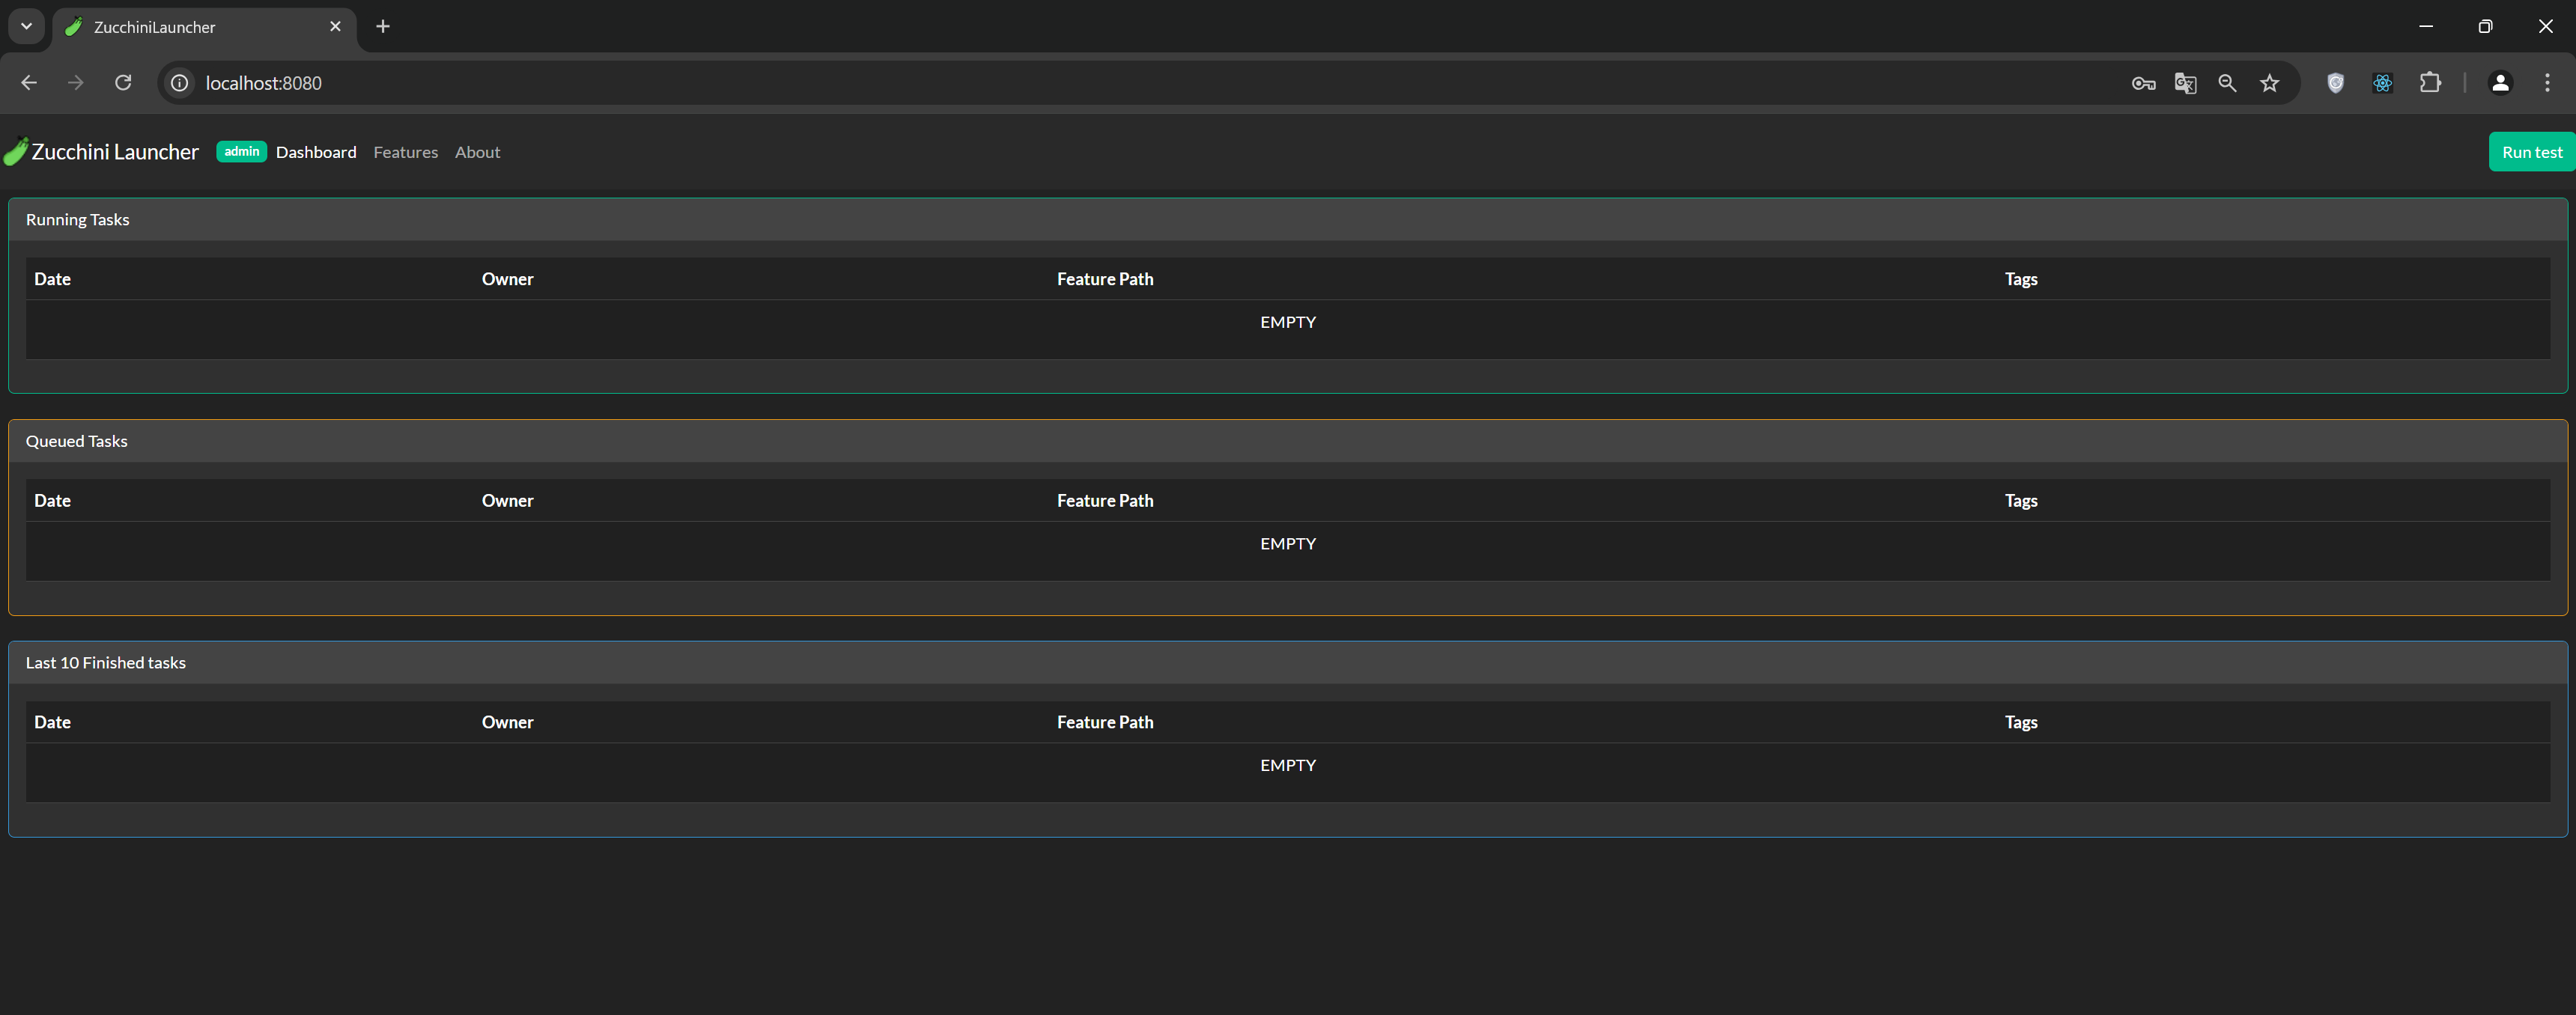 ZucchiniLauncher
localhost:8080
Zucchini Launcher admin Dashboard Features About Run test
Running Tasks
Date Owner Feature Path Tags
EMPTY
Queued Tasks
Date Owner Feature Path Tags
EMPTY
Last 10 Finished tasks
Date Owner Feature Path Tags
EMPTY